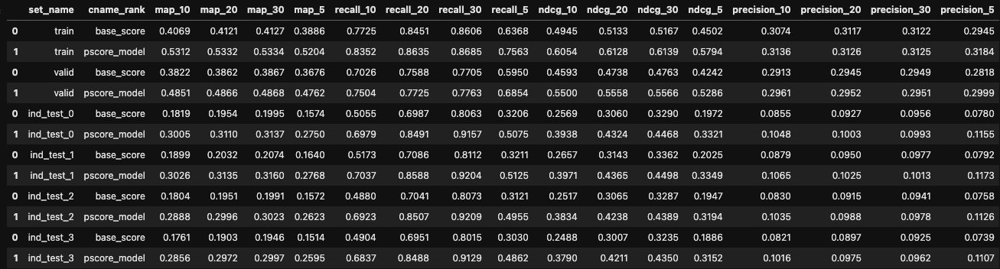 set_name cname_rank map_10 map_20 map_30 map_5 recall_10 recall_20 recall_30 recall_5 ndcg_10 ndcg_20 ndcg_30 ndcg_5 precision_10 precision_20 precision_30 precision_5
0 train base_score 0.4069 0.4121 0.4127 0.3886 0.7725 0.8451 0.8606 0.6368 0.4945 0.5133 0.5167 0.4502 0.3074 0.3117 0.3122 0.2945
1 train pscore_model 0.5312 0.5332 0.5334 0.5204 0.8352 0.8635 0.8685 0.7563 0.6054 0.6128 0.6139 0.5794 0.3136 0.3126 0.3125 0.3184
0 valid base_score 0.3822 0.3862 0.3867 0.3676 0.7026 0.7588 0.7705 0.5950 0.4593 0.4738 0.4763 0.4242 0.2913 0.2945 0.2949 0.2818
1 valid pscore_model 0.4851 0.4866 0.4868 0.4762 0.7504 0.7725 0.7763 0.6854 0.5500 0.5558 0.5566 0.5286 0.2961 0.2952 0.2951 0.2999
0 ind_test_0 base_score 0.1819 0.1954 0.1995 0.1574 0.5055 0.6987 0.8063 0.3206 0.2569 0.3060 0.3290 0.1972 0.0855 0.0927 0.0956 0.0780
1 ind_test_0 pscore_model 0.3005 0.3110 0.3137 0.2750 0.6979 0.8491 0.9157 0.5075 0.3938 0.4324 0.4468 0.3321 0.1048 0.1003 0.0993 0.1155
0 ind_test_1 base_score 0.1899 0.2032 0.2074 0.1640 0.5173 0.7086 0.8112 0.3211 0.2657 0.3143 0.3362 0.2025 0.0879 0.0950 0.0977 0.0792
1 ind_test_1 pscore_model 0.3026 0.3135 0.3160 0.2768 0.7037 0.8588 0.9204 0.5125 0.3971 0.4365 0.4498 0.3349 0.1065 0.1025 0.1013 0.1173
0 ind_test_2 base_score 0.1804 0.1951 0.1991 0.1572 0.4880 0.7041 0.8073 0.3121 0.2517 0.3065 0.3287 0.1947 0.0830 0.0915 0.0941 0.0758
1 ind_test_2 pscore_model 0.2888 0.2996 0.3023 0.2623 0.6923 0.8507 0.9209 0.4955 0.3834 0.4238 0.4389 0.3194 0.1035 0.0988 0.0978 0.1126
0 ind_test_3 base_score 0.1761 0.1903 0.1946 0.1514 0.4904 0.6951 0.8015 0.3030 0.2488 0.3007 0.3235 0.1886 0.0821 0.0897 0.0925 0.0739
1 ind_test_3 pscore_model 0.2856 0.2972 0.2997 0.2595 0.6837 0.8488 0.9129 0.4862 0.3790 0.4211 0.4350 0.3152 0.1016 0.0975 0.0962 0.1107